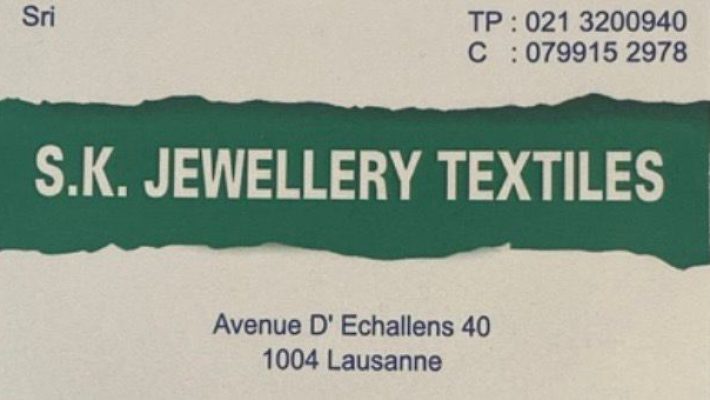 Sri
TP : 021 3200940
C : 079915 2978
S.K. JEWELLERY TEXTILES
Avenue D' Echallens 40
1004 Lausanne